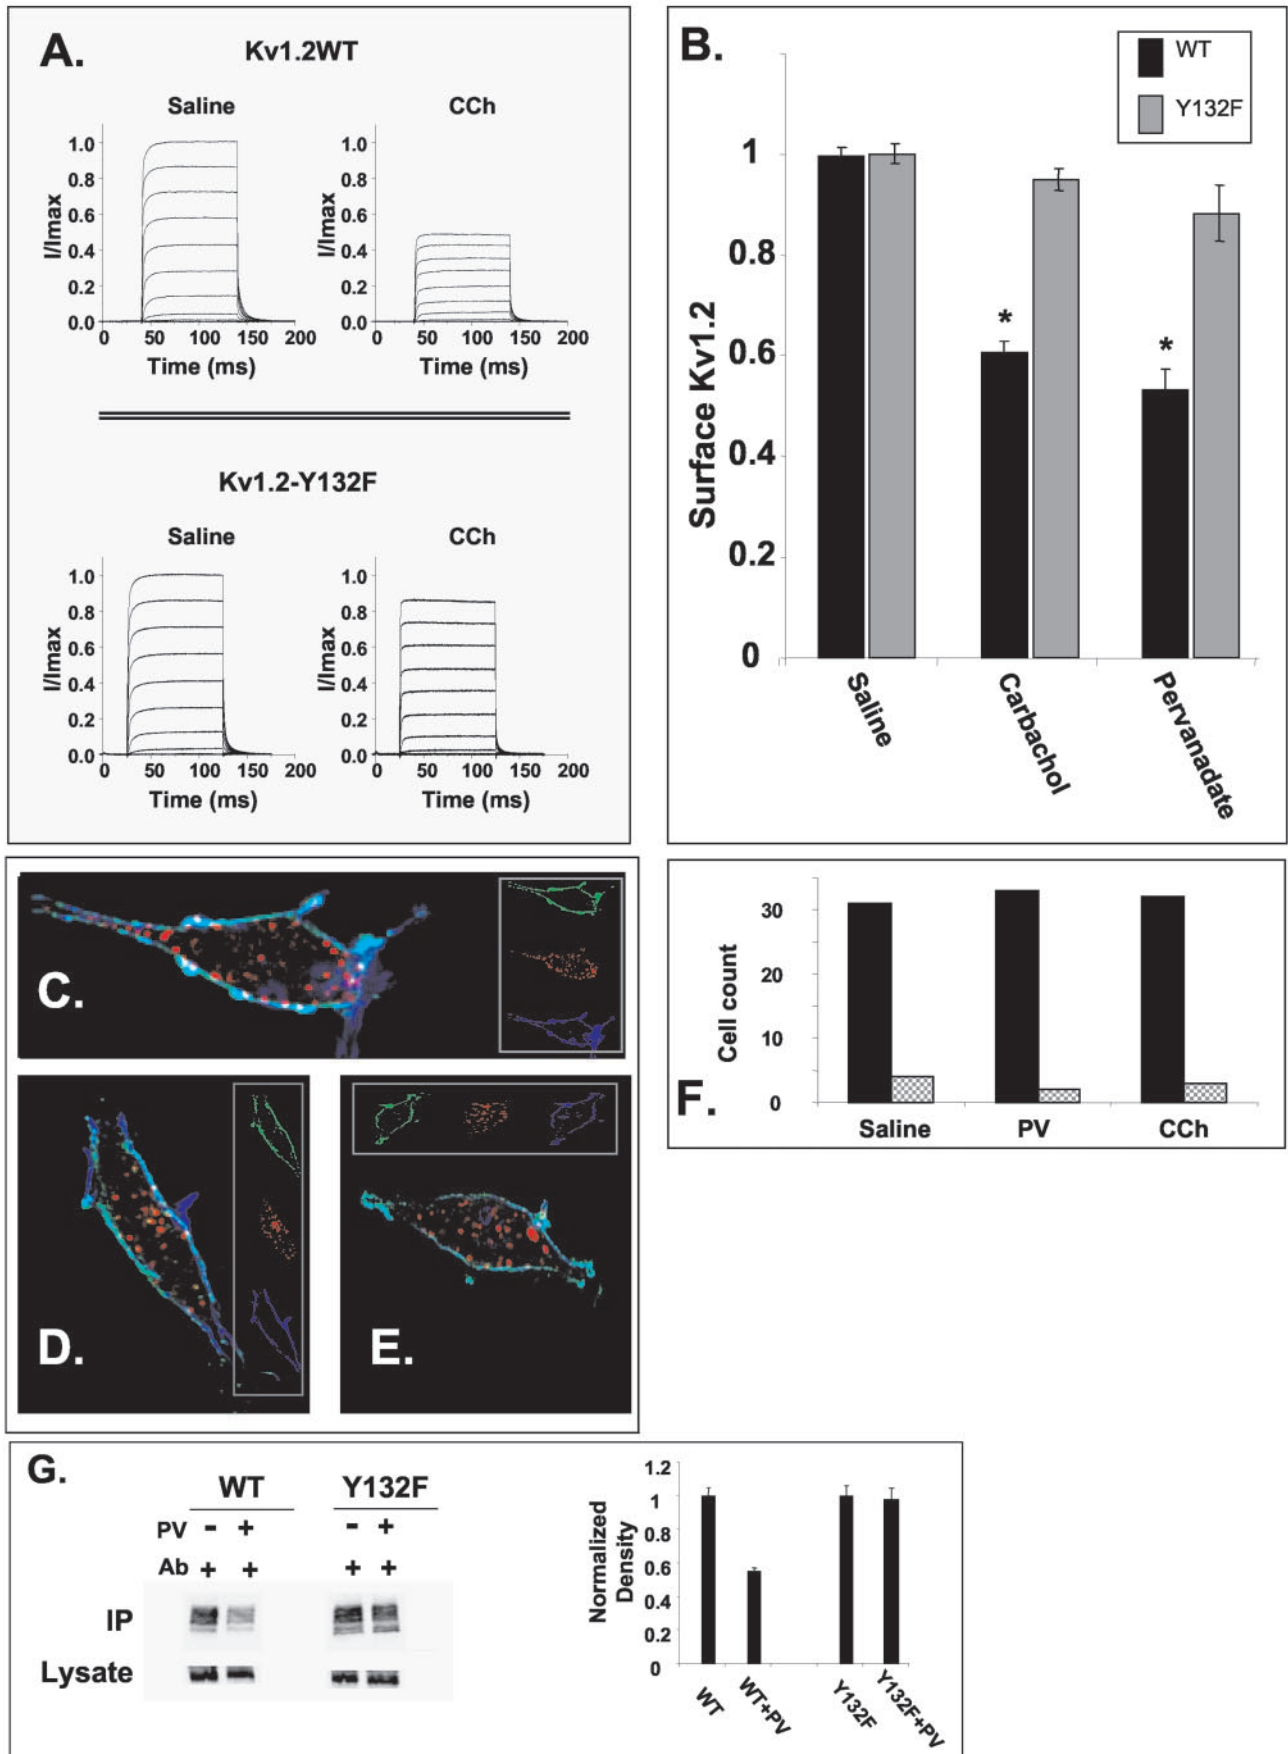 A.
Kv1.2WT
Saline
CCh
I/Imax
1.0
0.8
0.6
0.4
0.2
0.0
0 50 100 150 200
Time (ms)
I/Imax
1.0
0.8
0.6
0.4
0.2
0.0
0 50 100 150 200
Time (ms)
Kv1.2-Y132F
Saline
CCh
I/Imax
1.0
0.8
0.6
0.4
0.2
0.0
0 50 100 150 200
Time (ms)
I/Imax
1.0
0.8
0.6
0.4
0.2
0.0
0 50 100 150 200
Time (ms)
B.
WT
Y132F
Surface Kv1.2
1
0.8
0.6
0.4
0.2
0
*
*
Saline
Carbachol
Pervanadate
C.
D.
E.
F.
Cell count
30
20
10
0
Saline PV CCh
G.
WT Y132F
PV - + - +
Ab + + + +
IP
Lysate
Normalized
Density
1.2
1
0.8
0.6
0.4
0.2
0
WT
WT+PV
Y132F
Y132F+PV